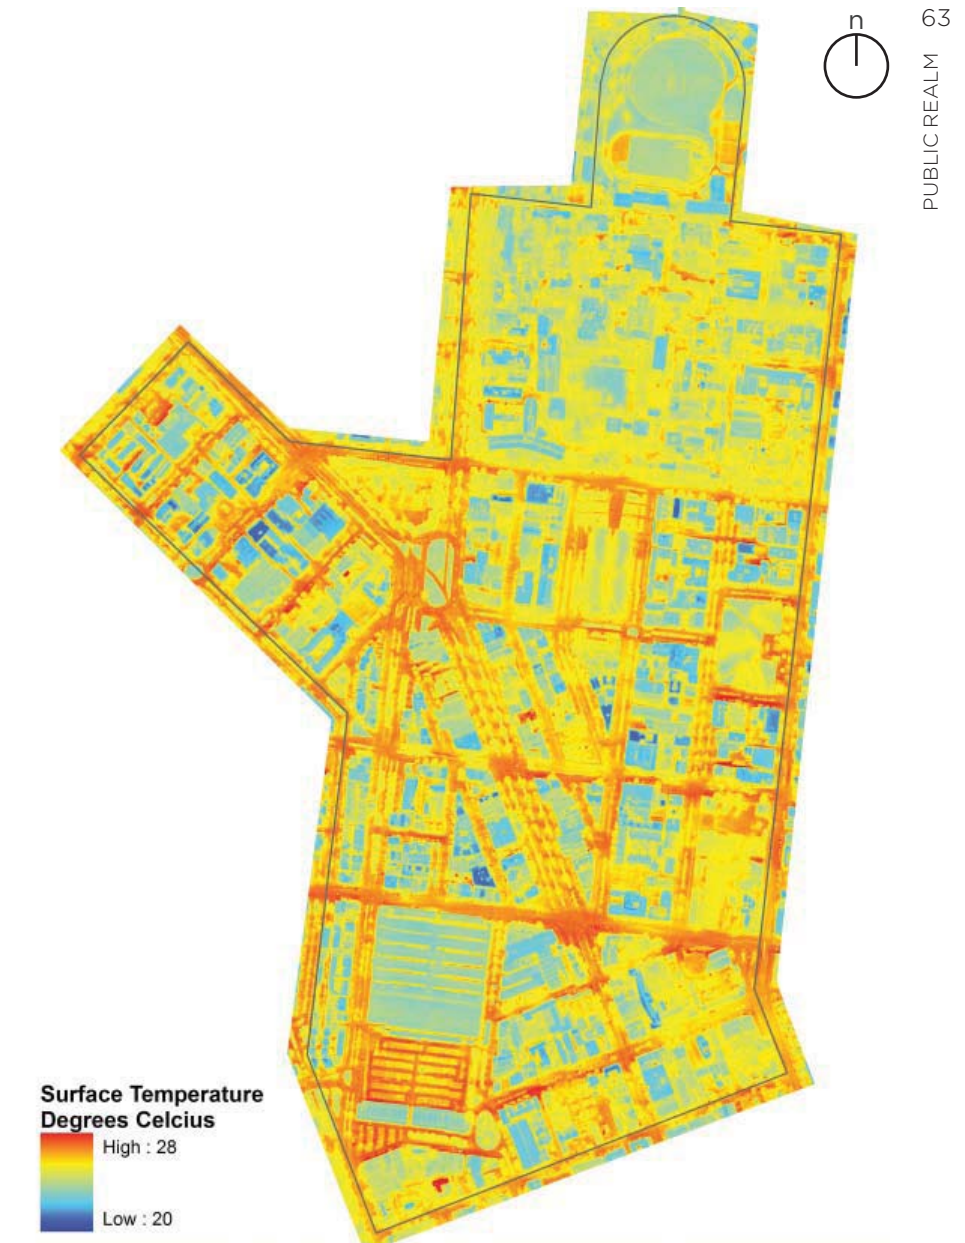 n
63
PUBLIC REALM
Surface Temperature
Degrees Celcius
High : 28
Low : 20